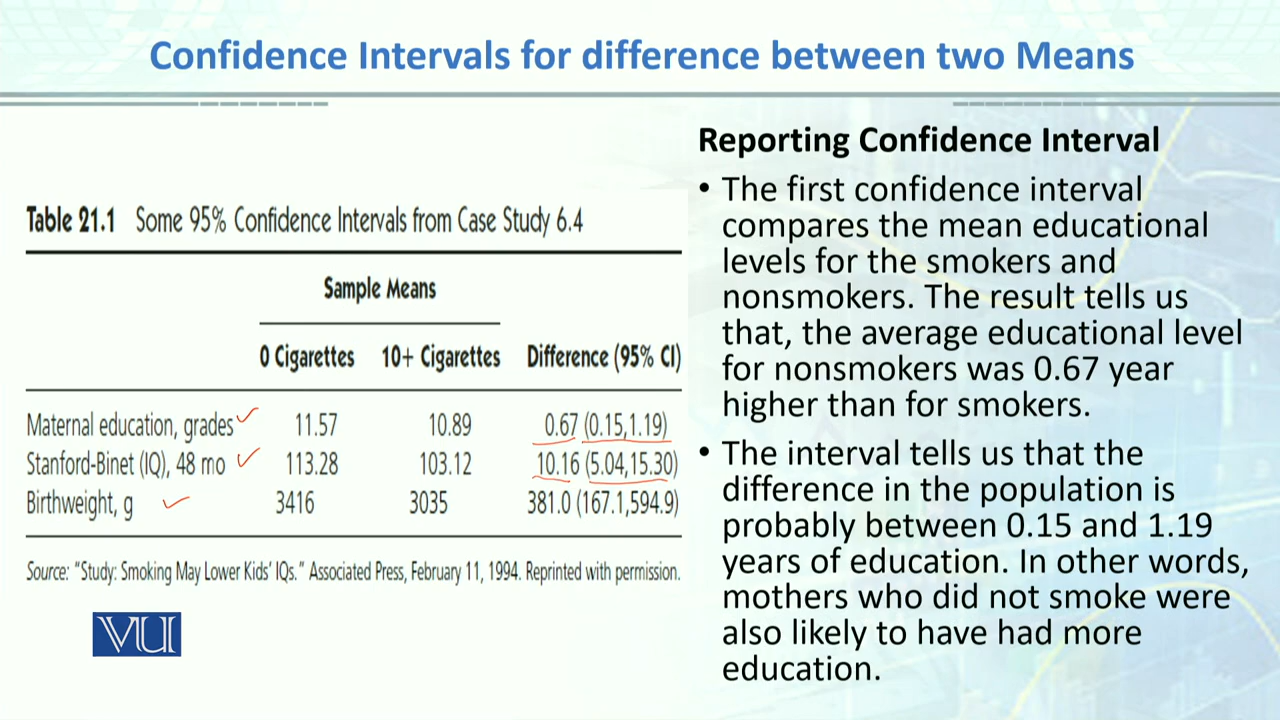 Confidence Intervals for difference between two Means
Table 21.1 Some 95% Confidence Intervals from Case Study 6.4
Sample Means
0 Cigarettes 10+ Cigarettes Difference (95% CI)
Maternal education, grades 11.57 10.89 0.67 (0.15,1.19)
Stanford-Binet (IQ), 48 mo 113.28 103.12 10.16 (5.04,15.30)
Birthweight, g 3416 3035 381.0 (167.1,594.9)
Source: “Study: Smoking May Lower Kids’ IQs.” Associated Press, February 11, 1994. Reprinted with permission.
VU
Reporting Confidence Interval
• The first confidence interval
compares the mean educational
levels for the smokers and
nonsmokers. The result tells us
that, the average educational level
for nonsmokers was 0.67 year
higher than for smokers.
• The interval tells us that the
difference in the population is
probably between 0.15 and 1.19
years of education. In other words,
mothers who did not smoke were
also likely to have had more
education.